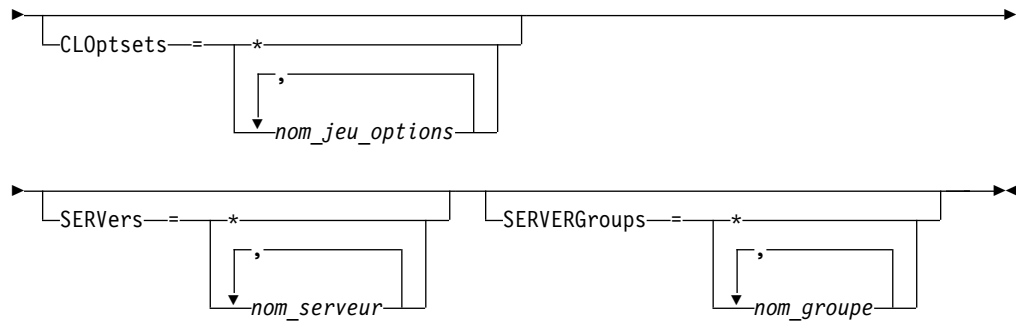 CLOptsets = *
,
nom_jeu_options
SERVers = * SERVERGroups = *
, ,
nom_serveur nom_groupe